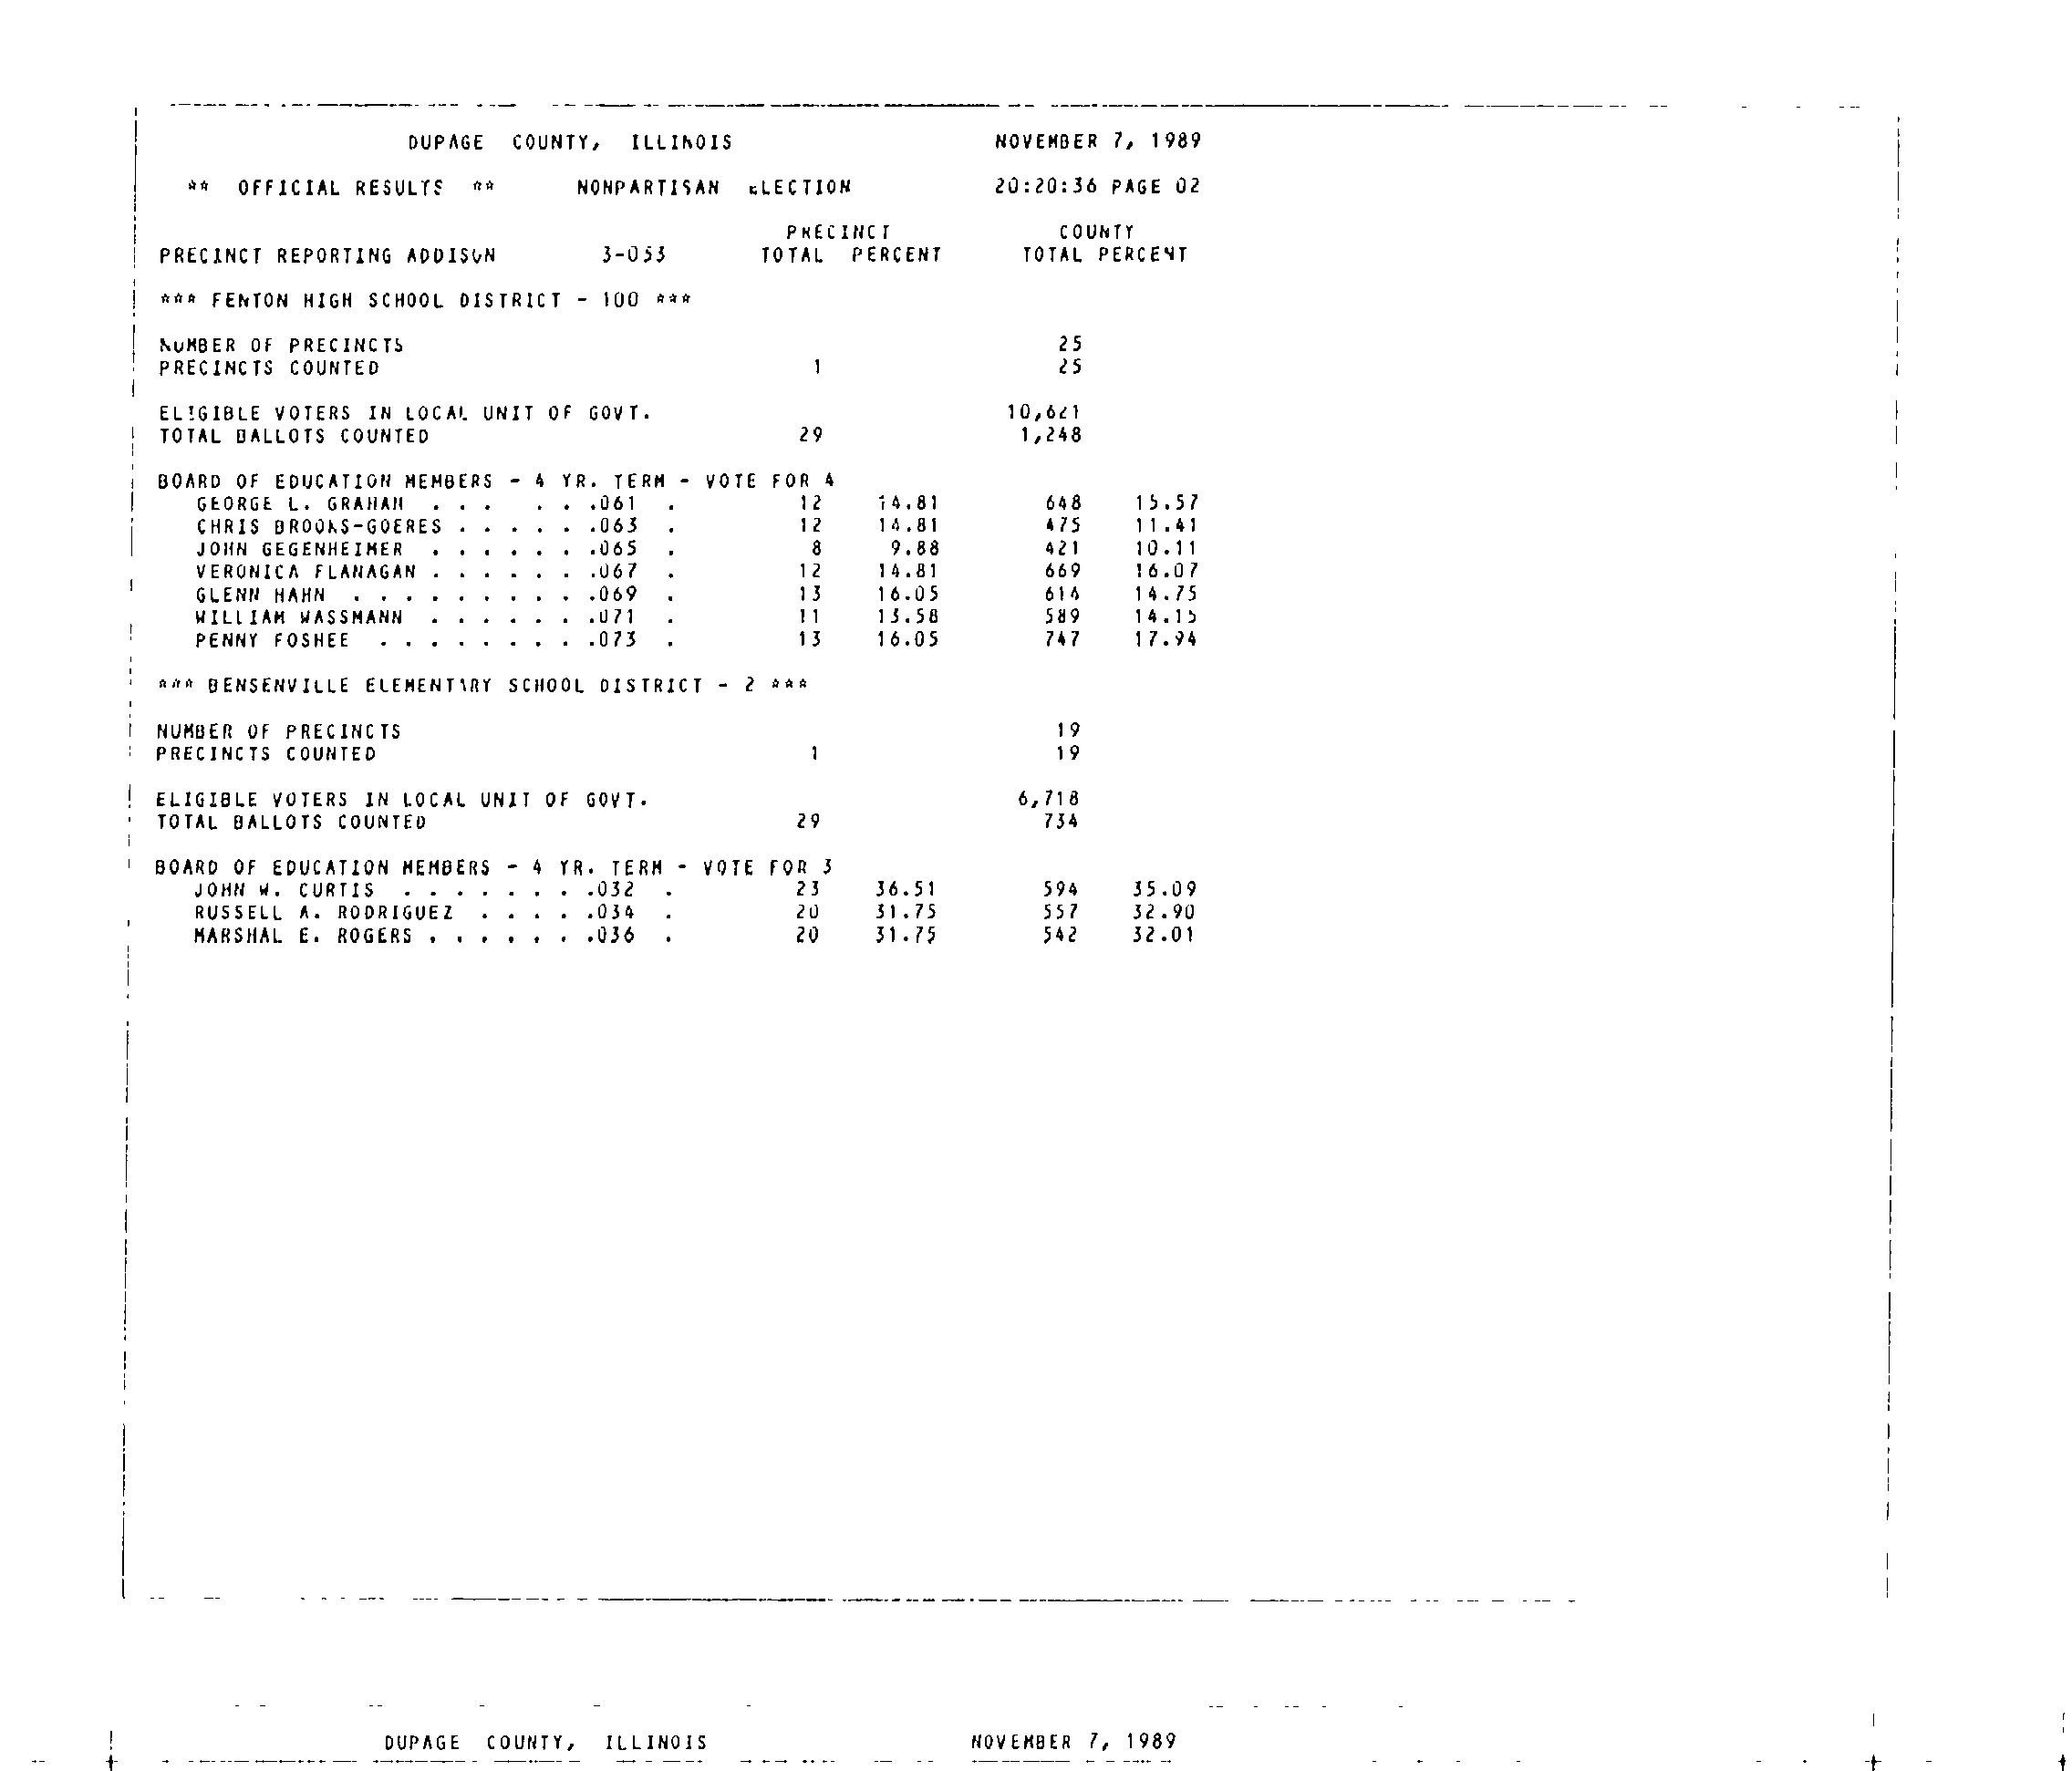 DUPAGE COUNTY, ILLINOIS NOVEMBER 7, 1989
** OFFICIAL RESULTS ** NONPARTISAN ELECTION 20:20:36 PAGE 02
PRECINCT COUNTY
PRECINCT REPORTING ADDISON 3-053 TOTAL PERCENT TOTAL PERCENT
*** FENTON HIGH SCHOOL DISTRICT - 100 ***
NUMBER OF PRECINCTS 25
PRECINCTS COUNTED 1 25
ELIGIBLE VOTERS IN LOCAL UNIT OF GOVT. 10,621
TOTAL BALLOTS COUNTED 29 1,248
BOARD OF EDUCATION MEMBERS - 4 YR. TERM - VOTE FOR 4
GEORGE L. GRAHAM . . . . . .061 . 12 14.81 648 15.57
CHRIS BROOKS-GOERES . . . . . .063 . 12 14.81 475 11.41
JOHN GEGENHEIMER . . . . . . .065 . 8 9.88 421 10.11
VERONICA FLANAGAN . . . . . . .067 . 12 14.81 669 16.07
GLENN HAHN . . . . . . . . . .069 . 13 16.05 614 14.75
WILLIAM WASSMANN . . . . . . .071 . 11 13.58 589 14.15
PENNY FOSHEE . . . . . . . . .073 . 13 16.05 747 17.94
*** BENSENVILLE ELEMENTARY SCHOOL DISTRICT - 2 ***
NUMBER OF PRECINCTS 19
PRECINCTS COUNTED 1 19
ELIGIBLE VOTERS IN LOCAL UNIT OF GOVT. 6,718
TOTAL BALLOTS COUNTED 29 734
BOARD OF EDUCATION MEMBERS - 4 YR. TERM - VOTE FOR 3
JOHN W. CURTIS . . . . . . . .032 . 23 36.51 594 35.09
RUSSELL A. RODRIGUEZ . . . . .034 . 20 31.75 557 32.90
MARSHAL E. ROGERS . . . . . . .036 . 20 31.75 542 32.01
DUPAGE COUNTY, ILLINOIS NOVEMBER 7, 1989